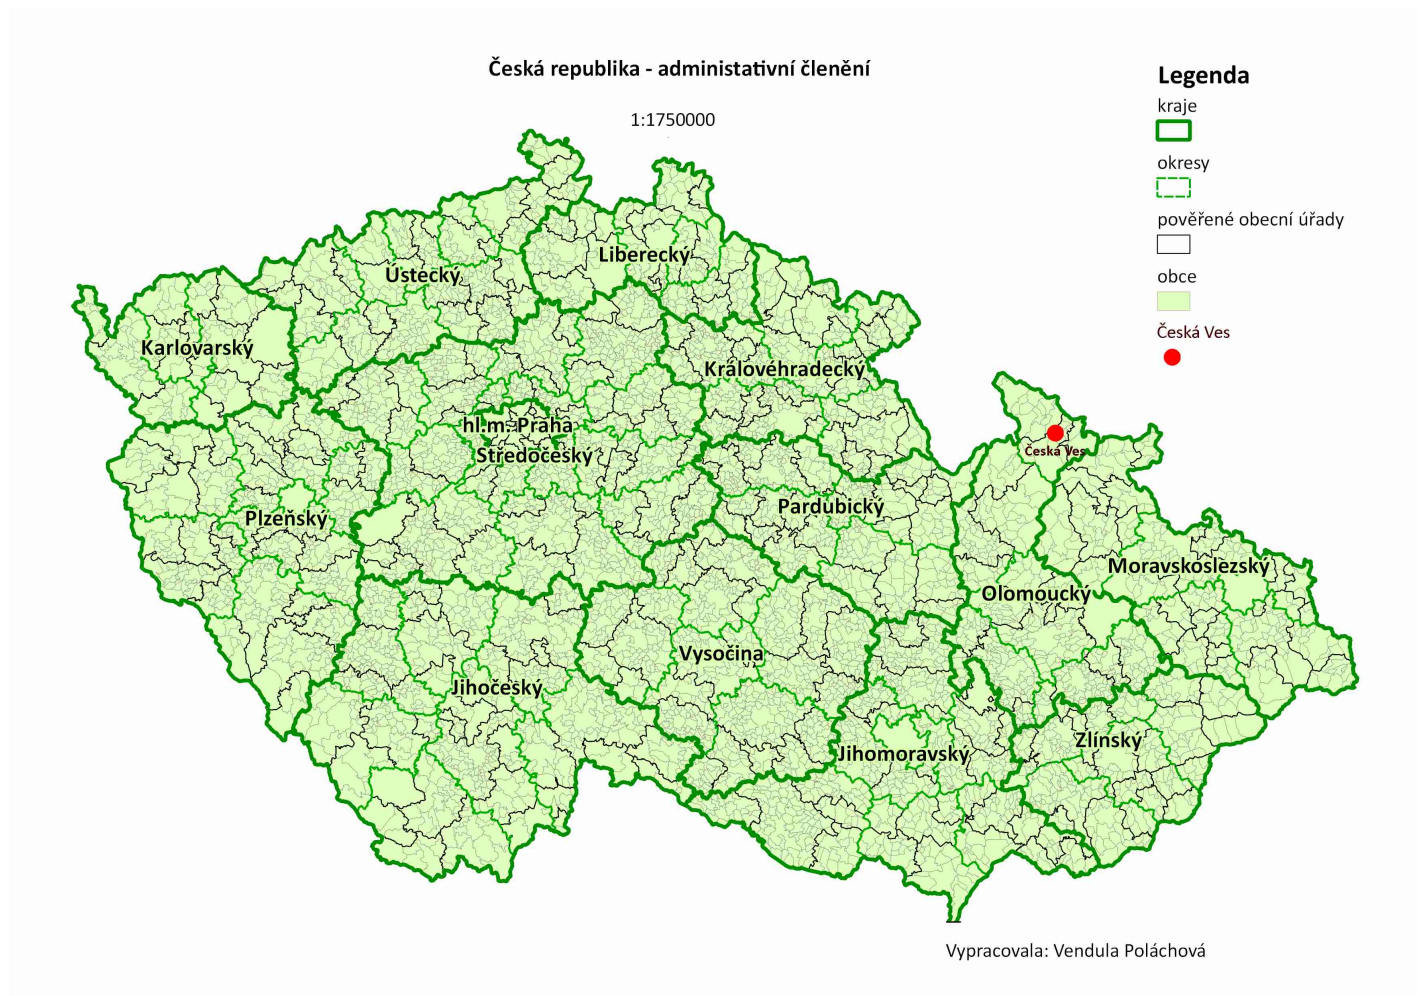 Česká republika - administativní členění
1:1750000
Legenda
kraje
okresy
pověřené obecní úřady
obce
Česká Ves
Liberecký
Ústecký
Karlovarský
Královéhradecký
hl.m. Praha
Středočeský
Česká Ves
Plzeňský
Pardubický
Moravskoslezský
Olomoucký
Vysočina
Jihočeský
Zlínský
Jihomoravský
Vypracovala: Vendula Poláchová